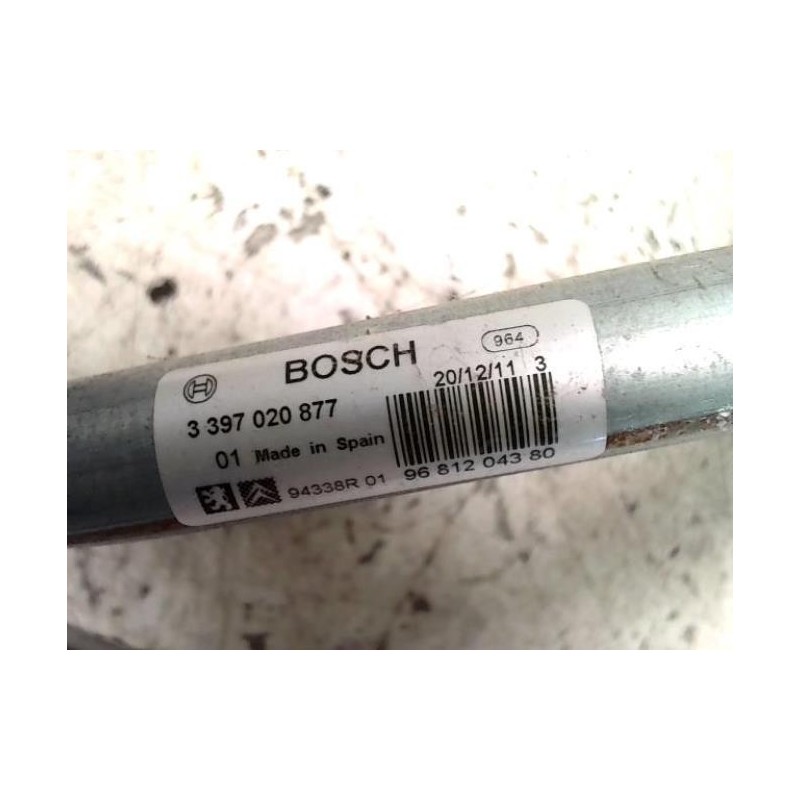 964
BOSCH
20/12/11 3
3 397 020 877
01 Made in Spain
96 812 043 80
94338R 01